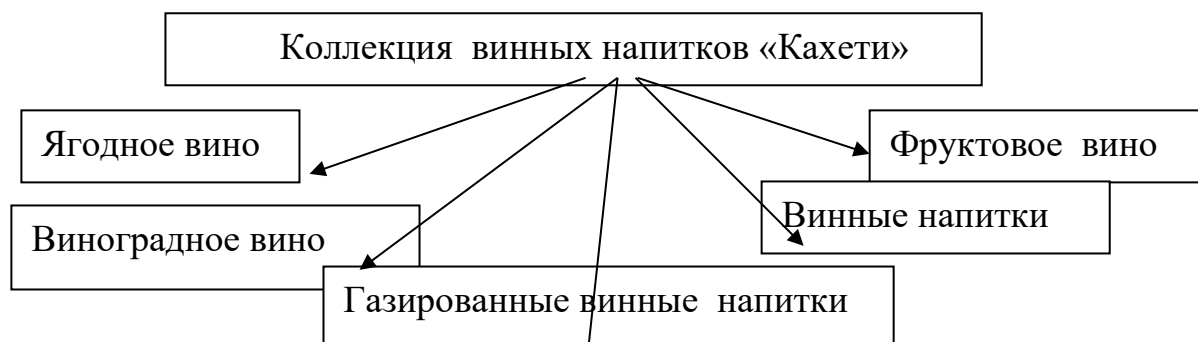 Коллекция винных напитков «Кахети»
Ягодное вино
Фруктовое вино
Винные напитки
Виноградное вино
Газированные винные напитки